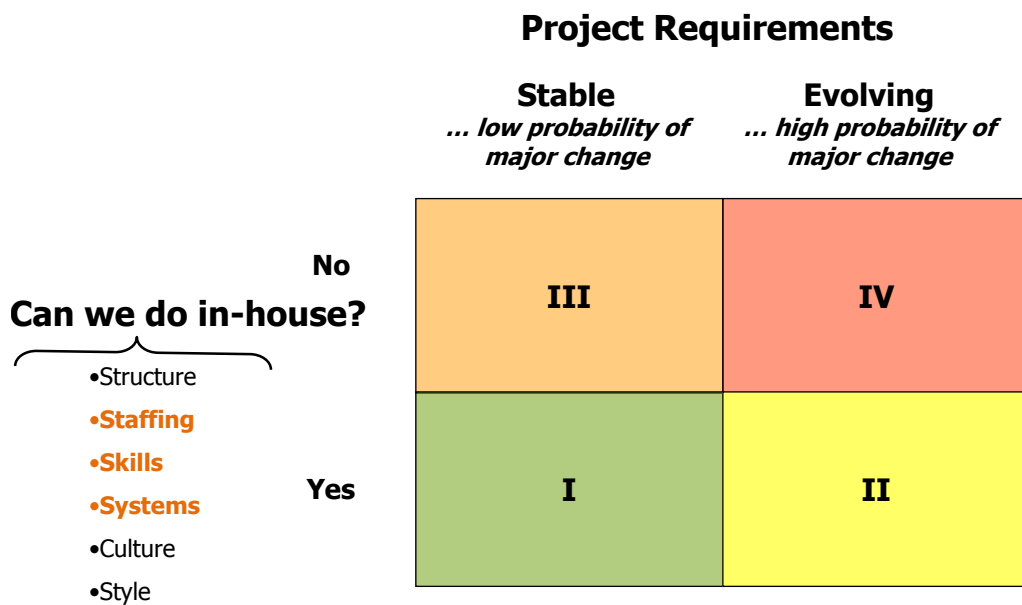 Project Requirements
Stable
... low probability of
major change
Evolving
... high probability of
major change
No
III
IV
Can we do in-house?
•Structure
•Staffing
•Skills
•Systems
•Culture
•Style
Yes
I
II